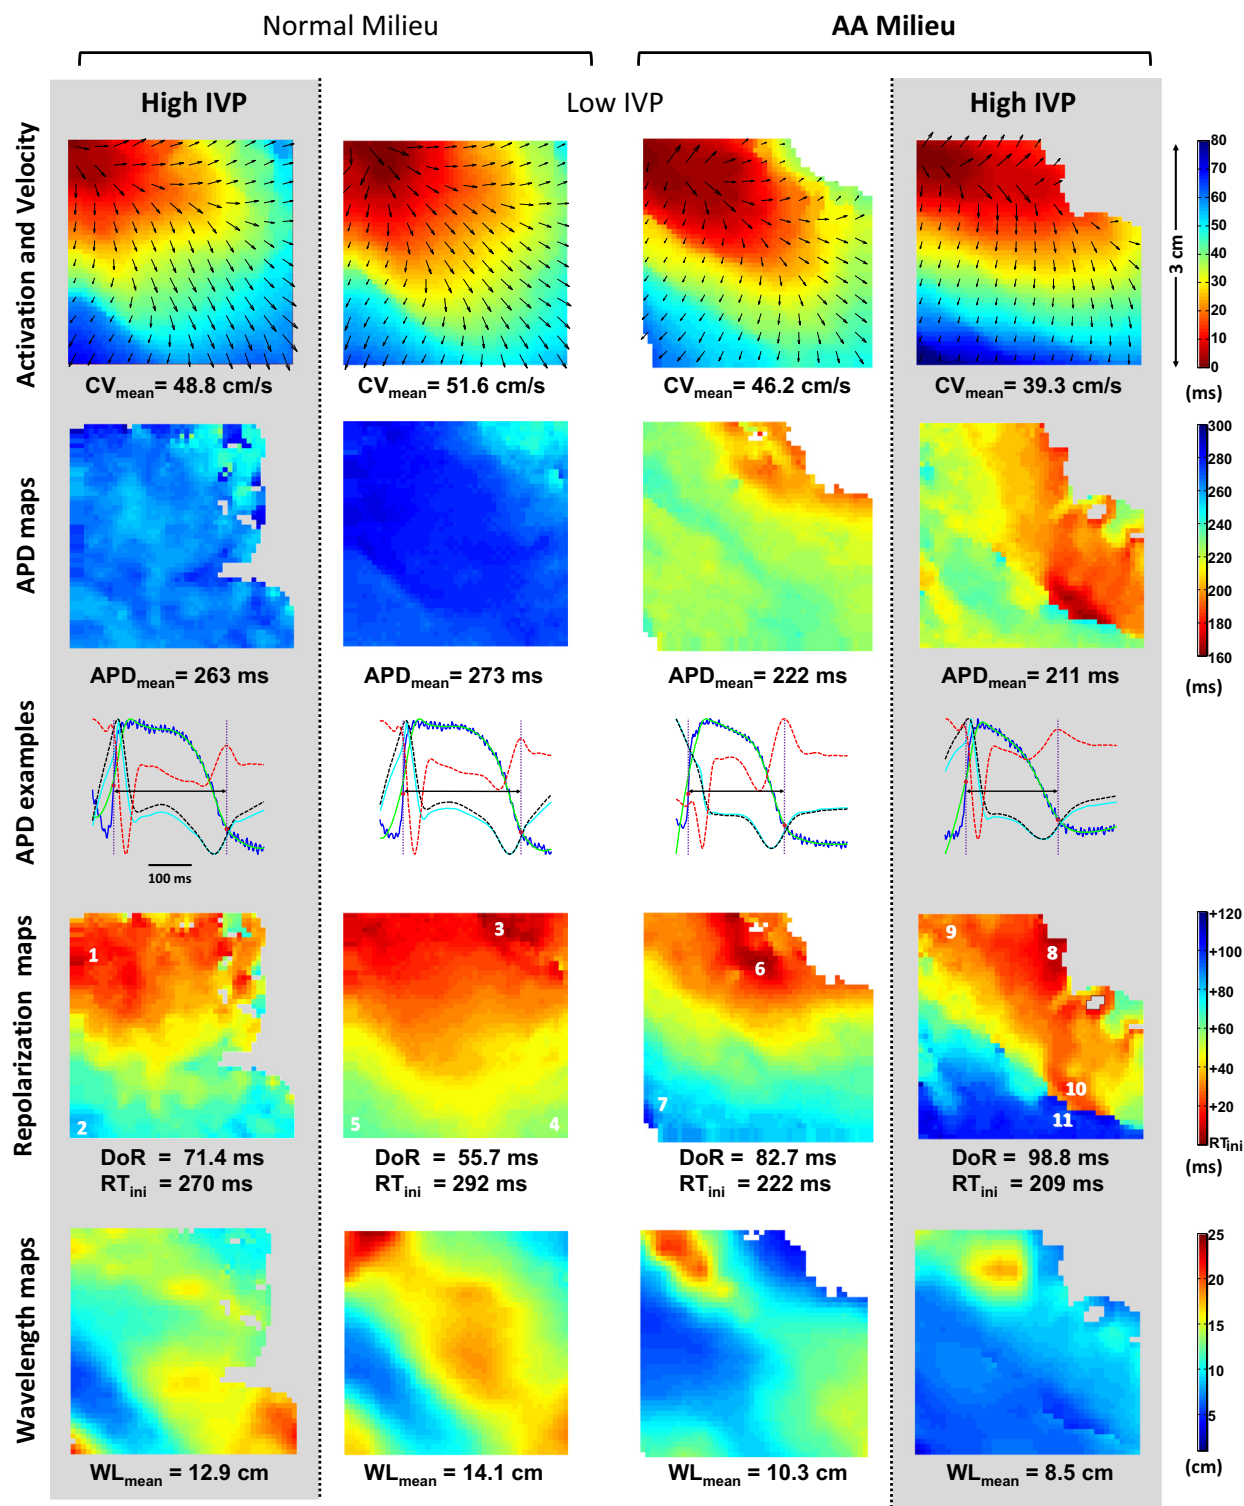 Normal Milieu
AA Milieu
High IVP
Low IVP
High IVP
Activation and Velocity
80
70
60
50
40
30
20
10
0
(ms)
3 cm
CVmean= 48.8 cm/s
CVmean= 51.6 cm/s
CVmean= 46.2 cm/s
CVmean= 39.3 cm/s
APD maps
300
280
260
240
220
200
180
160
(ms)
APDmean= 263 ms
APDmean= 273 ms
APDmean= 222 ms
APDmean= 211 ms
APD examples
100 ms
Repolarization maps
1
2
3
4
5
6
7
8
9
10
11
+120
+100
+80
+60
+40
+20
RTini
(ms)
DoR = 71.4 ms
RTini = 270 ms
DoR = 55.7 ms
RTini = 292 ms
DoR = 82.7 ms
RTini = 222 ms
DoR = 98.8 ms
RTini = 209 ms
Wavelength maps
25
20
15
10
5
(cm)
WLmean = 12.9 cm
WLmean = 14.1 cm
WLmean = 10.3 cm
WLmean = 8.5 cm